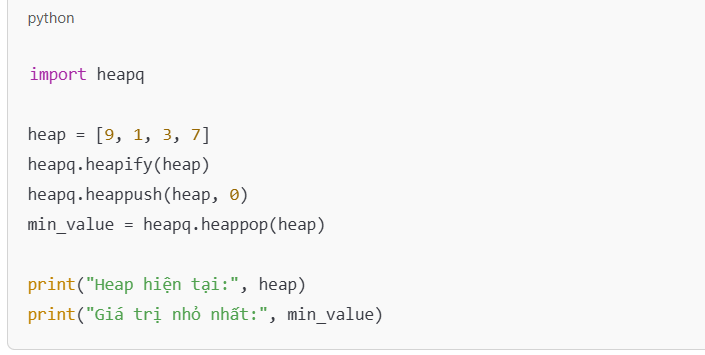 python
import heapq
heap = [9, 1, 3, 7]
heapq.heapify(heap)
heapq.heappush(heap, 0)
min_value = heapq.heappop(heap)
print("Heap hiện tại:", heap)
print("Giá trị nhỏ nhất:", min_value)